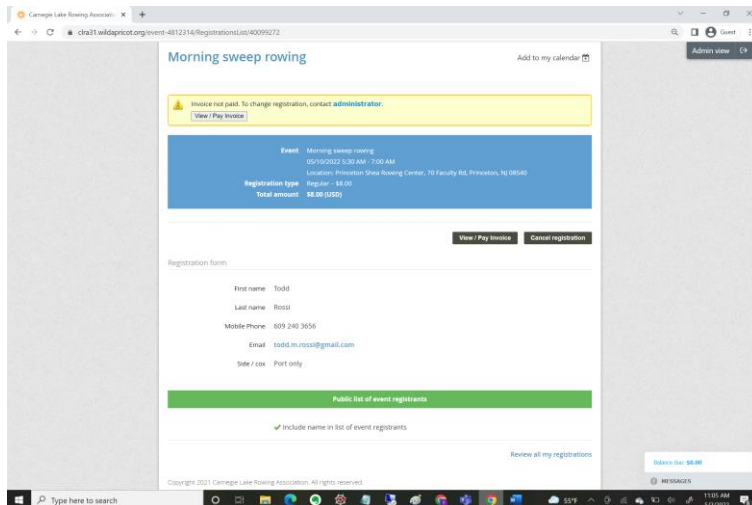 Carnegie Lake Rowing Associatio
clra31.wildapricot.org/event-4812314/RegistrationsList/40099272
Guest
Admin view
Morning sweep rowing
Add to my calendar
Invoice not paid. To change registration, contact administrator.
View / Pay Invoice
Event Morning sweep rowing
05/10/2022 5:30 AM - 7:00 AM
Location: Princeton Shea Rowing Center, 70 Faculty Rd, Princeton, NJ 08540
Registration type Regular – $8.00
Total amount $8.00 (USD)
View / Pay Invoice Cancel registration
Registration form
First name Todd
Last name Rossi
Mobile Phone 609 240 3656
Email todd.m.rossi@gmail.com
Side / cox Port only
Public list of event registrants
Include name in list of event registrants
Review all my registrations
Balance due: $8.00
Copyright 2021 Carnegie Lake Rowing Association. All rights reserved.
MESSAGES
Type here to search
55°F
11:05 AM